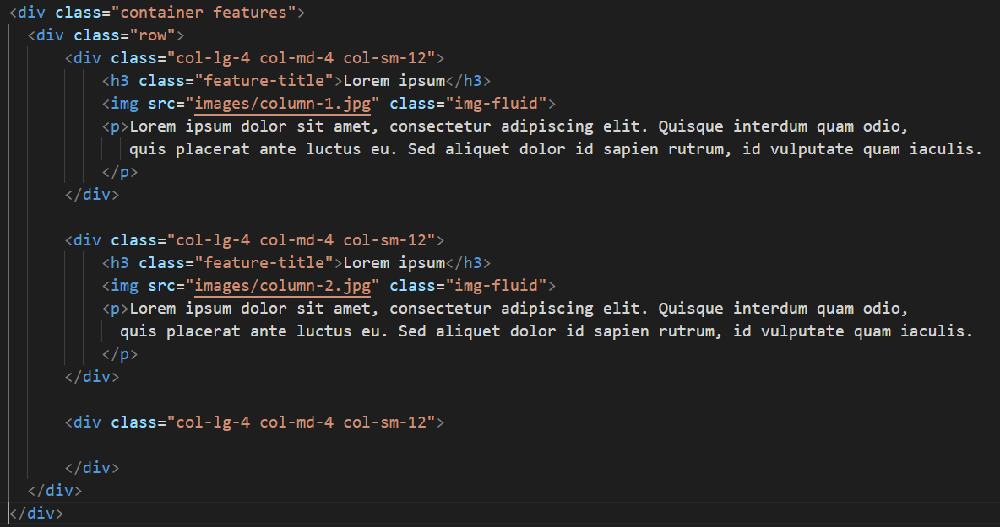 <div class="container features">
  <div class="row">
      <div class="col-lg-4 col-md-4 col-sm-12">
          <h3 class="feature-title">Lorem ipsum</h3>
          <img src="images/column-1.jpg" class="img-fluid">
          <p>Lorem ipsum dolor sit amet, consectetur adipiscing elit. Quisque interdum quam odio,
             quis placerat ante luctus eu. Sed aliquet dolor id sapien rutrum, id vulputate quam iaculis.
          </p>
      </div>

      <div class="col-lg-4 col-md-4 col-sm-12">
          <h3 class="feature-title">Lorem ipsum</h3>
          <img src="images/column-2.jpg" class="img-fluid">
          <p>Lorem ipsum dolor sit amet, consectetur adipiscing elit. Quisque interdum quam odio,
            quis placerat ante luctus eu. Sed aliquet dolor id sapien rutrum, id vulputate quam iaculis.
          </p>
      </div>

      <div class="col-lg-4 col-md-4 col-sm-12">

      </div>
  </div>
</div>